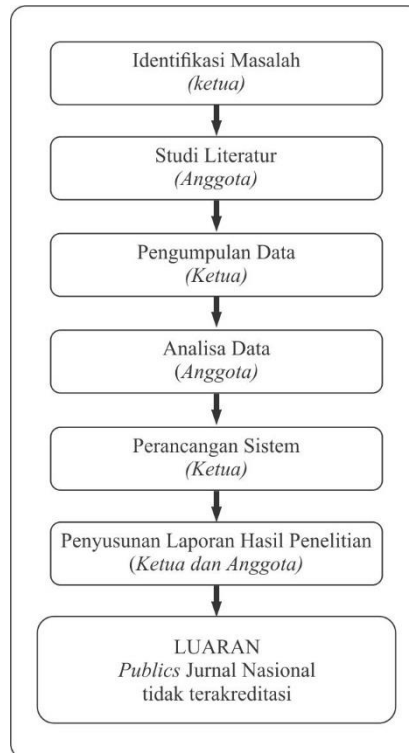 Identifikasi Masalah
(ketua)
Studi Literatur
(Anggota)
Pengumpulan Data
(Ketua)
Analisa Data
(Anggota)
Perancangan Sistem
(Ketua)
Penyusunan Laporan Hasil Penelitian
(Ketua dan Anggota)
LUARAN
Publics Jurnal Nasional
tidak terakreditasi